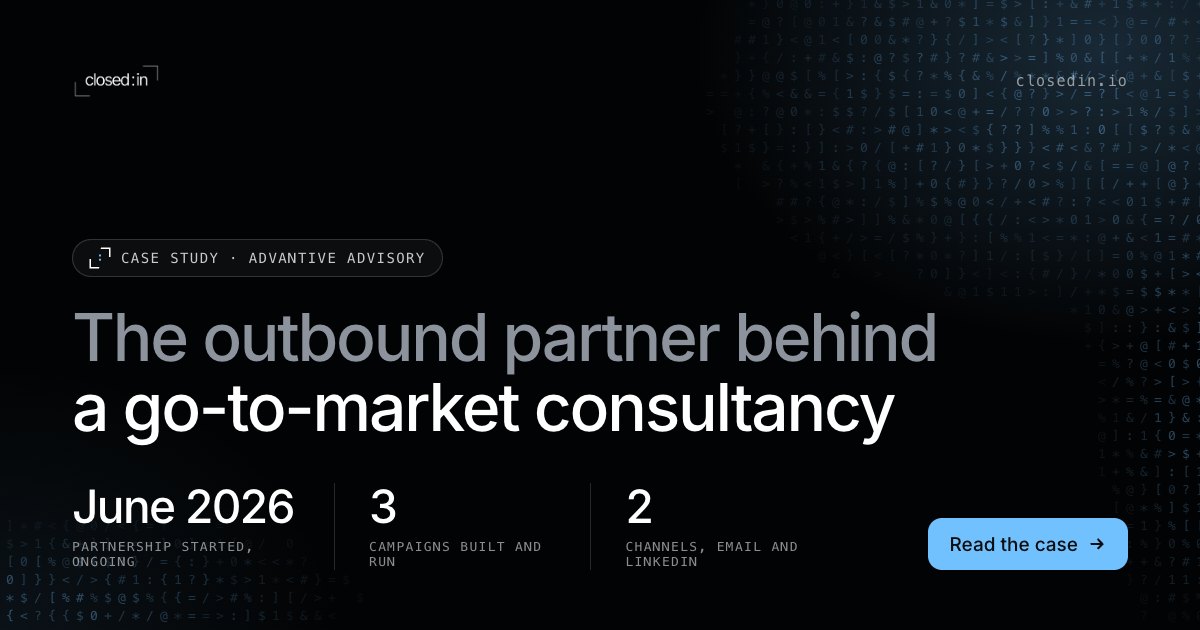 closed:in
closedin.io
CASE STUDY · ADVANTIVE ADVISORY
The outbound partner behind
a go-to-market consultancy
June 2026
PARTNERSHIP STARTED,
ONGOING
3
CAMPAIGNS BUILT AND
RUN
2
CHANNELS, EMAIL AND
LINKEDIN
Read the case →